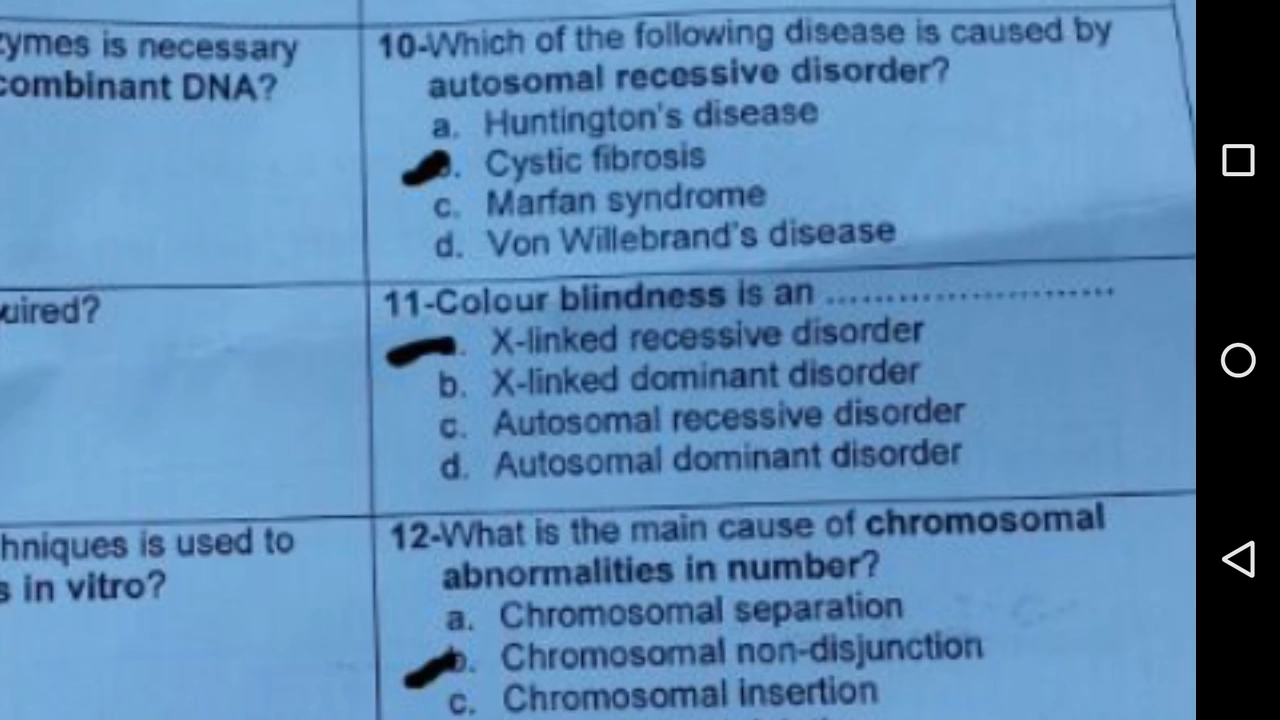 zymes is necessary
combinant DNA?
uired?
hniques is used to
s in vitro?
10-Which of the following disease is caused by
autosomal recessive disorder?
a. Huntington's disease
. Cystic fibrosis
c. Marfan syndrome
d. Von Willebrand's disease
11-Colour blindness is an ........................
. X-linked recessive disorder
b. X-linked dominant disorder
c. Autosomal recessive disorder
d. Autosomal dominant disorder
12-What is the main cause of chromosomal
abnormalities in number?
a. Chromosomal separation
b. Chromosomal non-disjunction
c. Chromosomal insertion